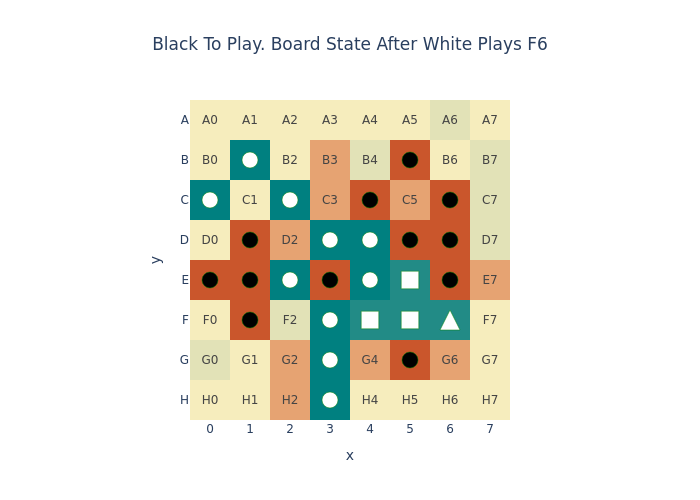 Black To Play. Board State After White Plays F6
A A0 A1 A2 A3 A4 A5 A6 A7
B B0 B2 B3 B4 B6 B7
C C1 C3 C5 C7
D D0 D2 D7
E E7
F F0 F2 F7
G G0 G1 G2 G4 G6 G7
H H0 H1 H2 H4 H5 H6 H7
0 1 2 3 4 5 6 7
x
y